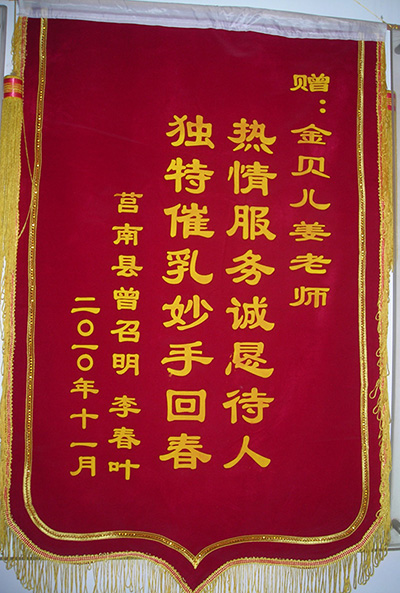 赠：金贝儿姜老师
热情服务诚恳待人
独特催乳妙手回春
莒南县曾召明 李春叶
二〇一〇年十一月